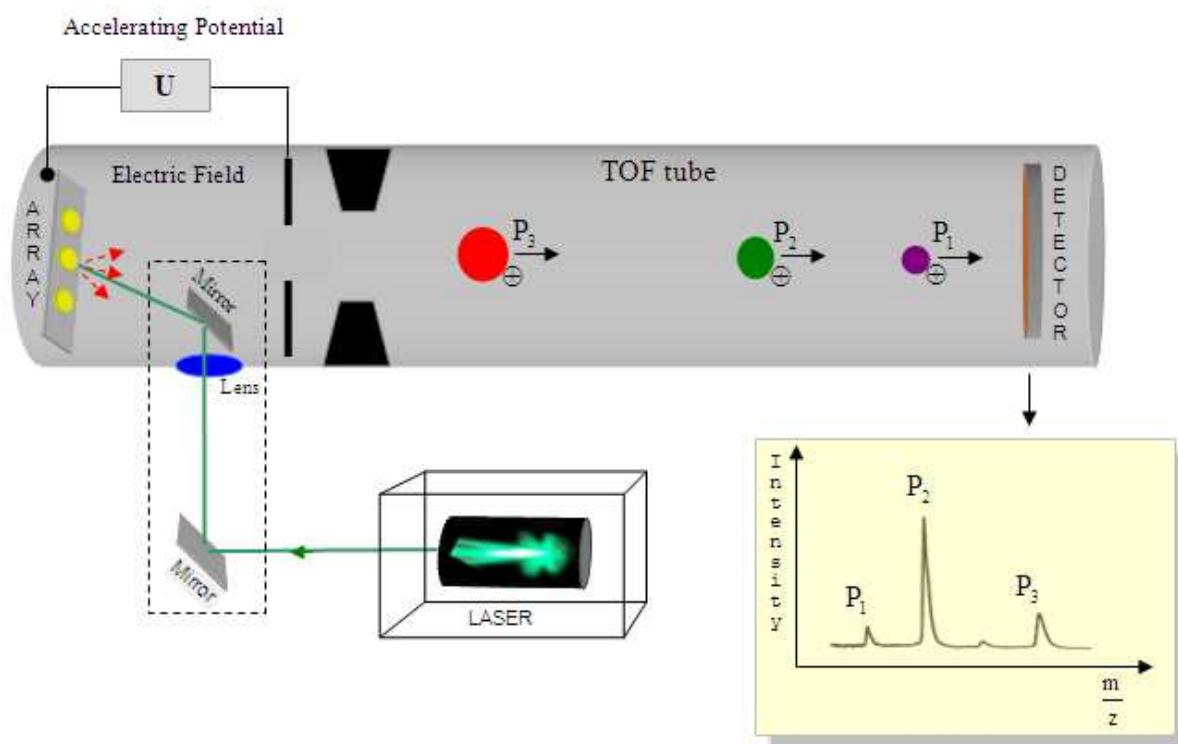 Accelerating Potential
U
Electric Field
TOF tube
ARRAY
DETECTOR
P3
P2
P1
⊕
⊕
⊕
Mirror
Lens
Mirror
LASER
Intensity
P1
P2
P3
m
z